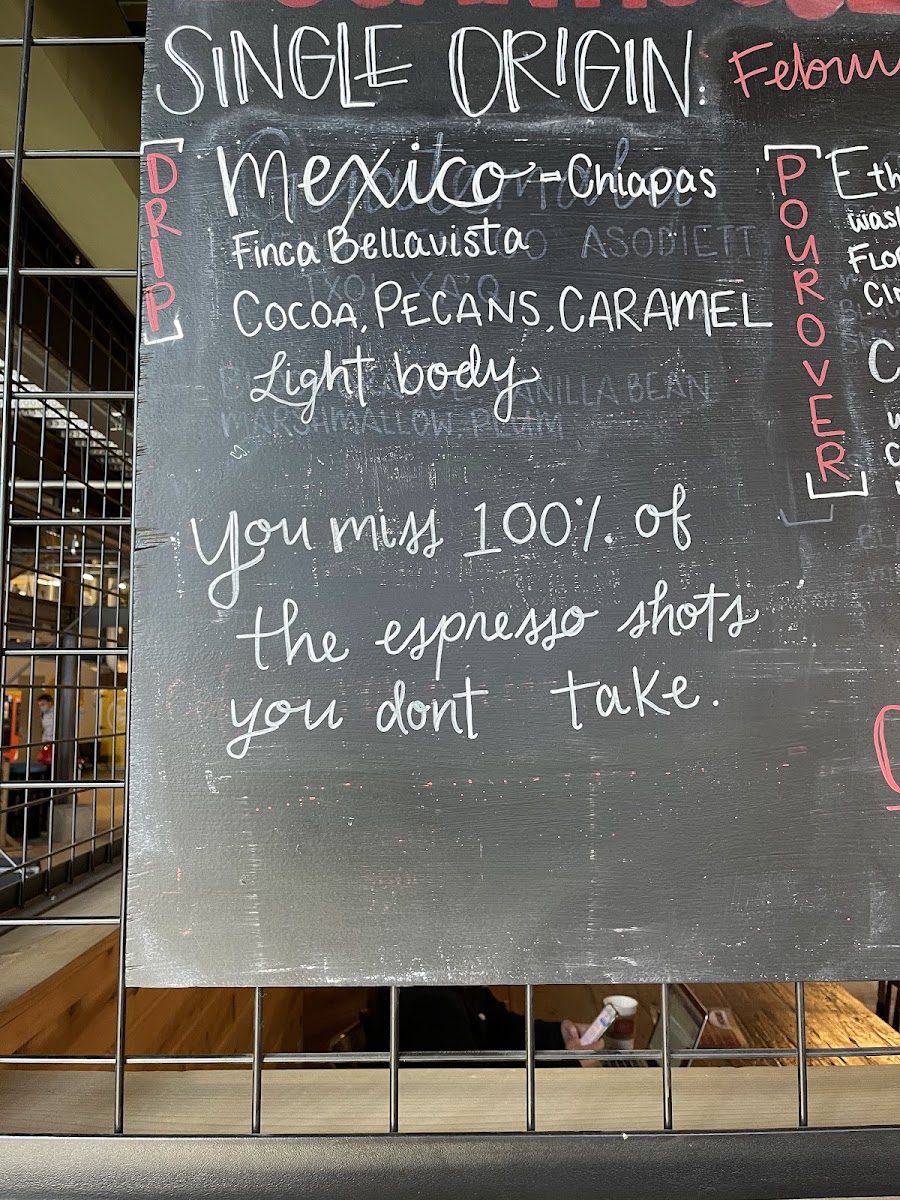 SINGLE ORIGIN:
DRIP
Mexico - Chiapas
Finca Bellavista
COCOA, PECANS, CARAMEL
Light body
POUROVER
You miss 100% of
the espresso shots
you dont take.